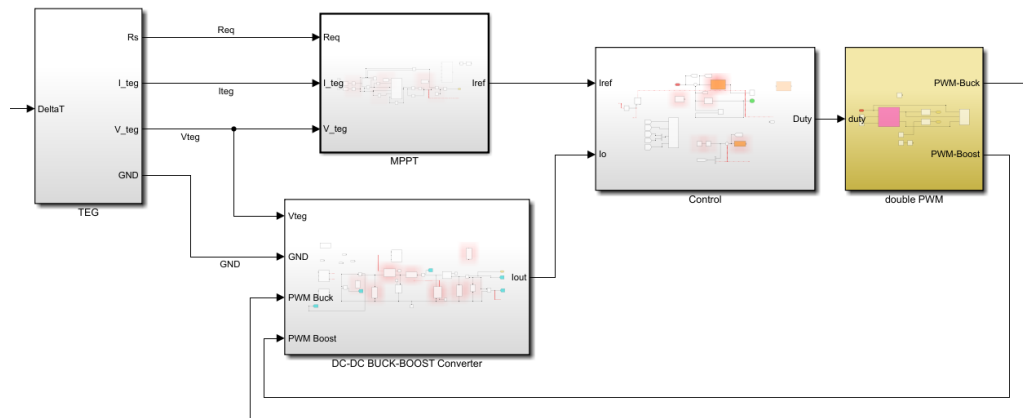 Rs
I_teg
V_teg
GND
DeltaT
TEG
Req
Iteg
Vteg
GND
Req
I_teg
V_teg
Iref
MPPT
Iref
Io
Duty
Control
duty
PWM-Buck
PWM-Boost
double PWM
Vteg
GND
PWM Buck
PWM Boost
Iout
DC-DC BUCK-BOOST Converter